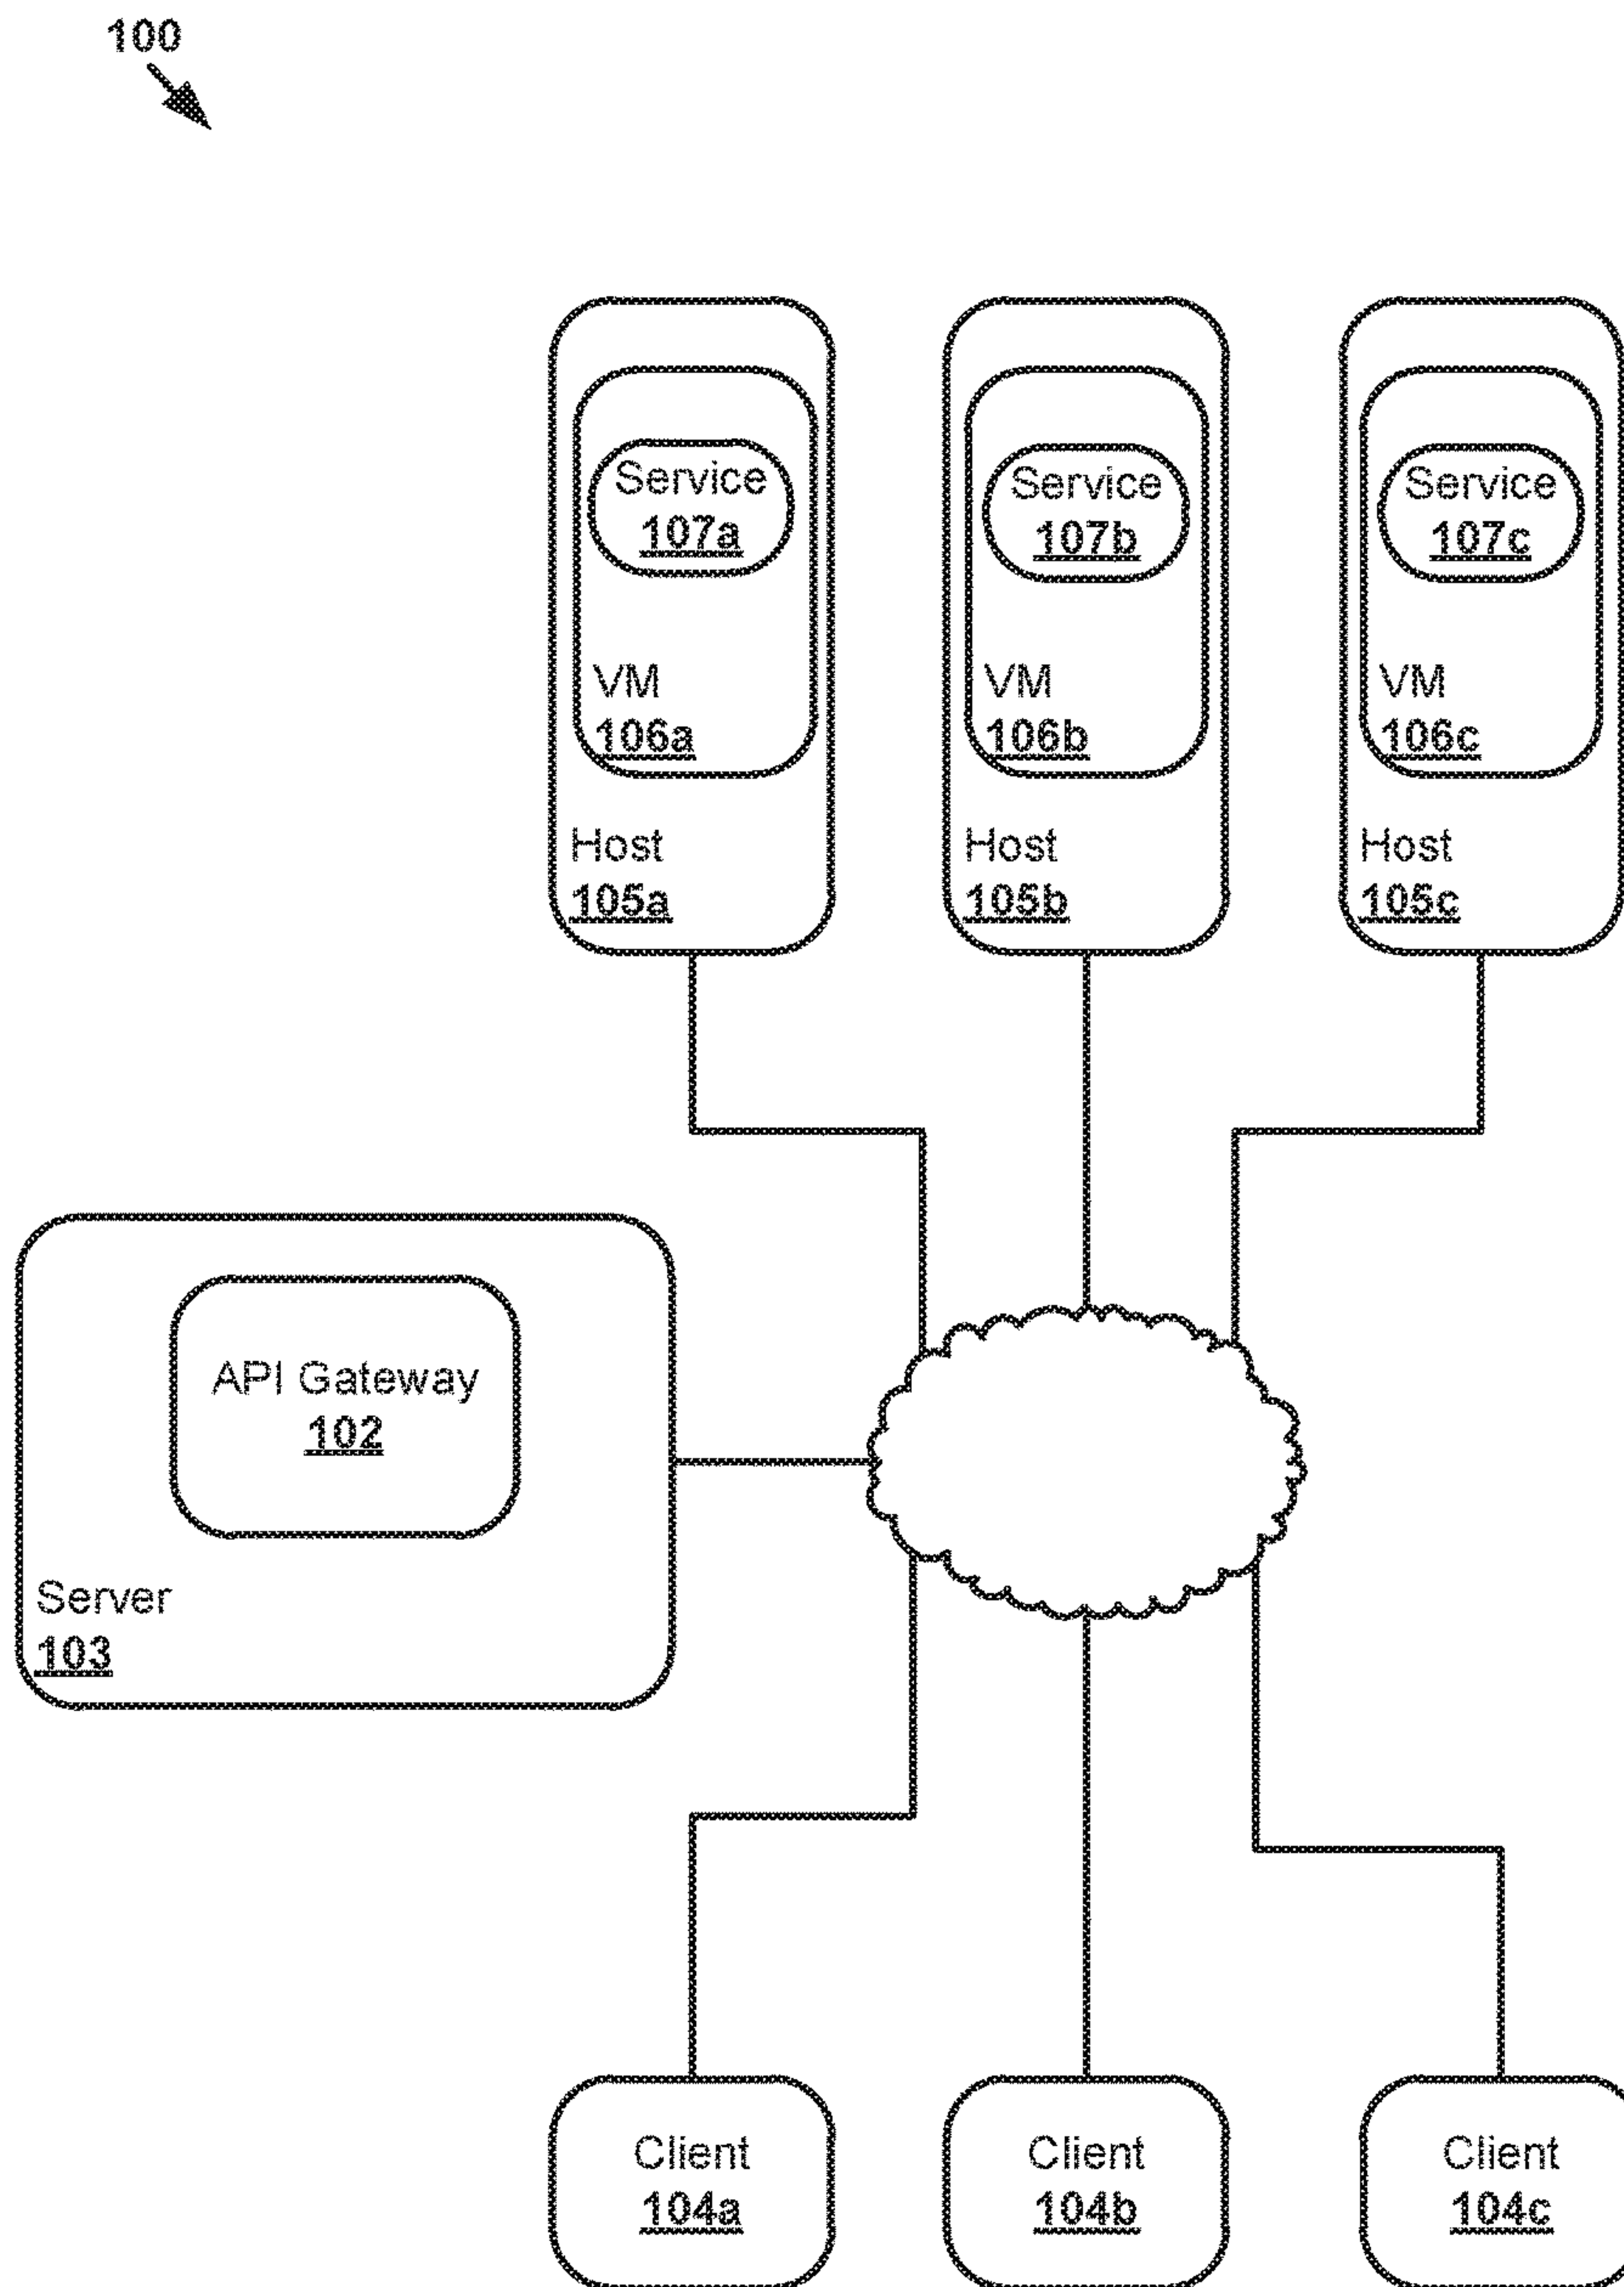 100
Service
107a
VM
106a
Host
105a
Service
107b
VM
106b
Host
105b
Service
107c
VM
106c
Host
105c
API Gateway
102
Server
103
Client
104a
Client
104b
Client
104c